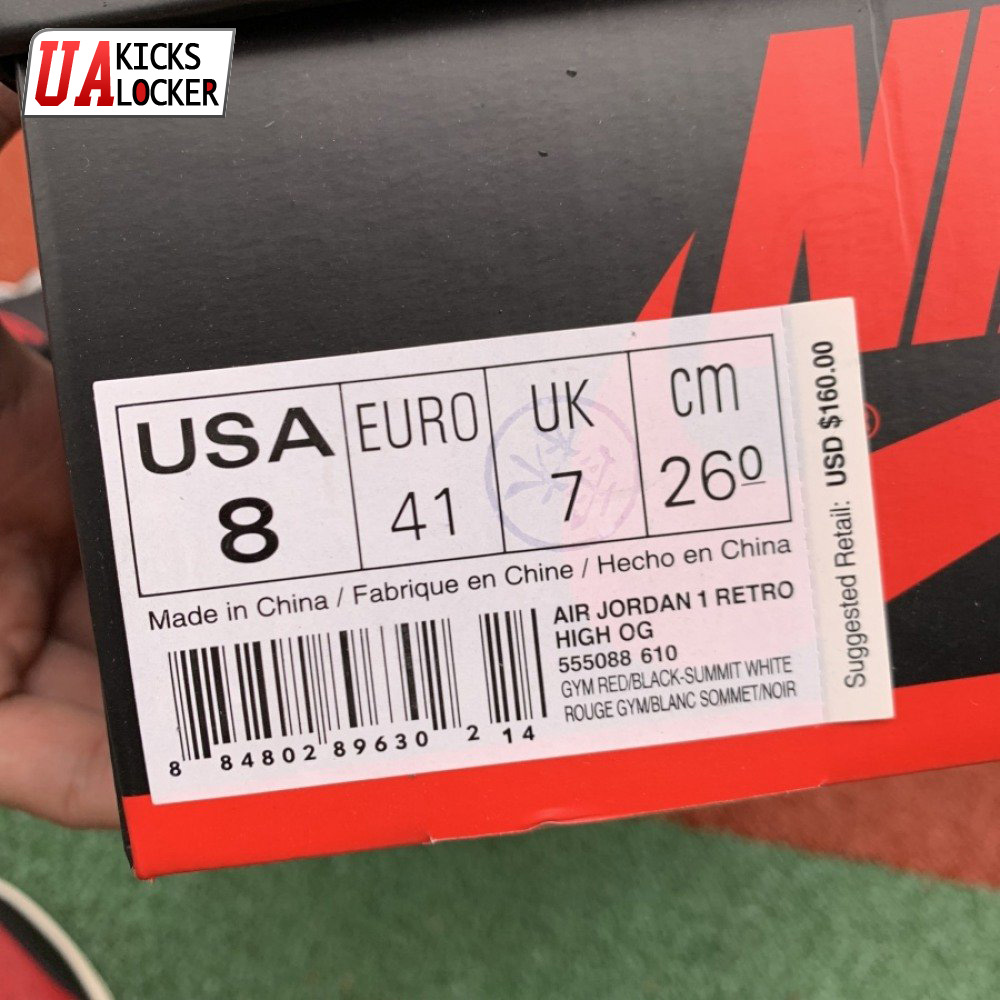 UA KICKS
LOCKER
USA EURO UK cm
8 41 7 26⁰
Made in China / Fabrique en Chine / Hecho en China
AIR JORDAN 1 RETRO
HIGH OG
555088 610
GYM RED/BLACK-SUMMIT WHITE
ROUGE GYM/BLANC SOMMET/NOIR
8 84802 89630 2 14
Suggested Retail: USD $160.00
®